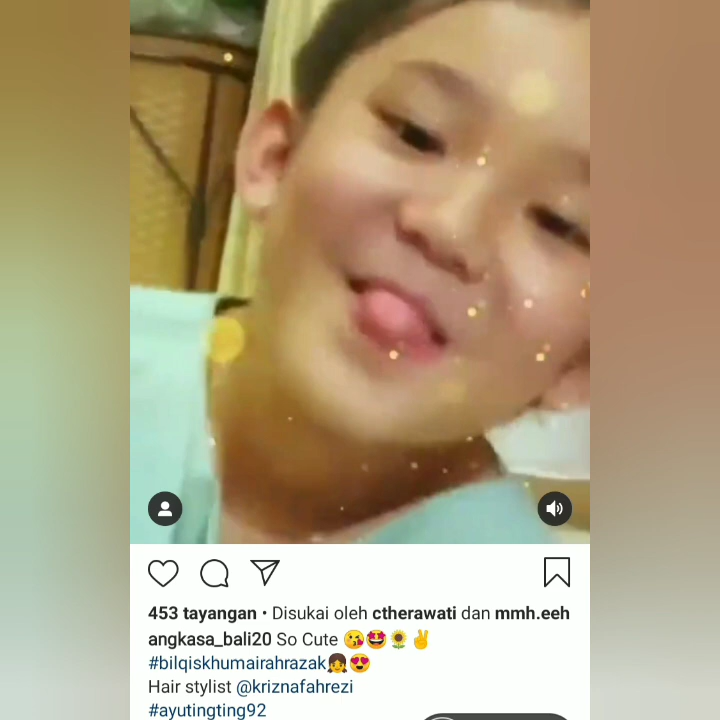 453 tayangan • Disukai oleh ctherawati dan mmh.eeh
angkasa_bali20 So Cute 😘🤩🌻✌️
#bilqiskhumairahrazak👧😍
Hair stylist @kriznafahrezi
#ayutingting92